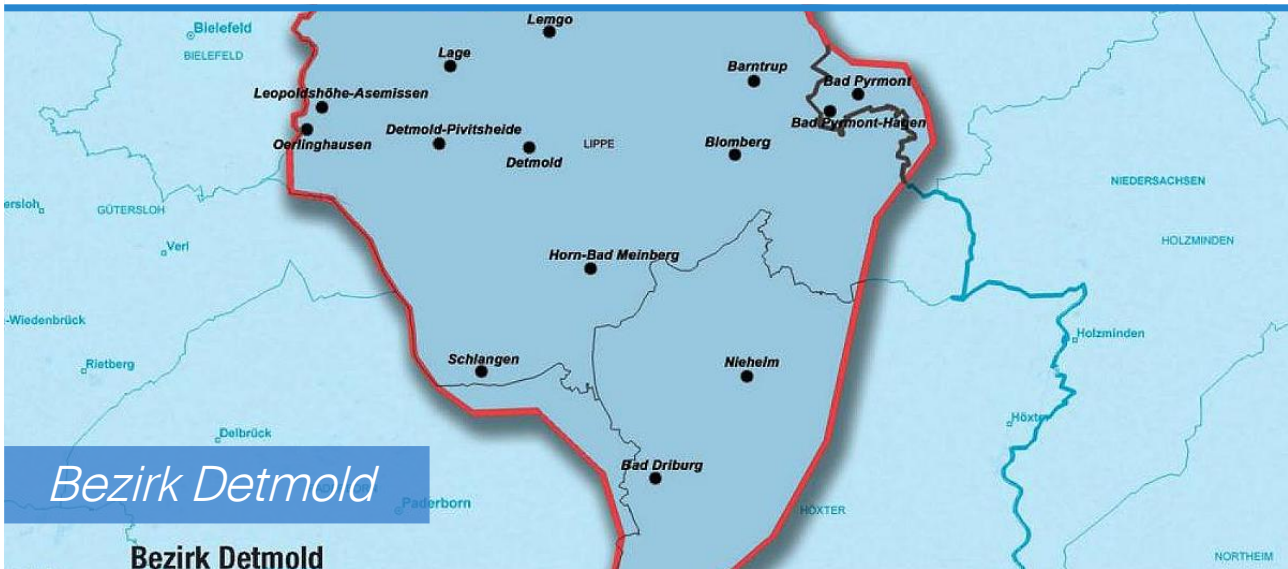 Lemgo
Bielefeld
BIELEFELD
Lage
Barntrup
Bad Pyrmont
Leopoldshöhe-Asemissen
Bad Pyrmont-Hagen
Detmold-Pivitsheide
Oerlinghausen
LIPPE
Blomberg
Detmold
NIEDERSACHSEN
ersloh
GÜTERSLOH
HOLZMINDEN
Verl
Horn-Bad Meinberg
-Wiedenbrück
Holzminden
Schlangen
Nieheim
Rietberg
Höxter
Delbrück
Bad Driburg
Bezirk Detmold
Paderborn
HÖXTER
Bezirk Detmold
NORTHEIM